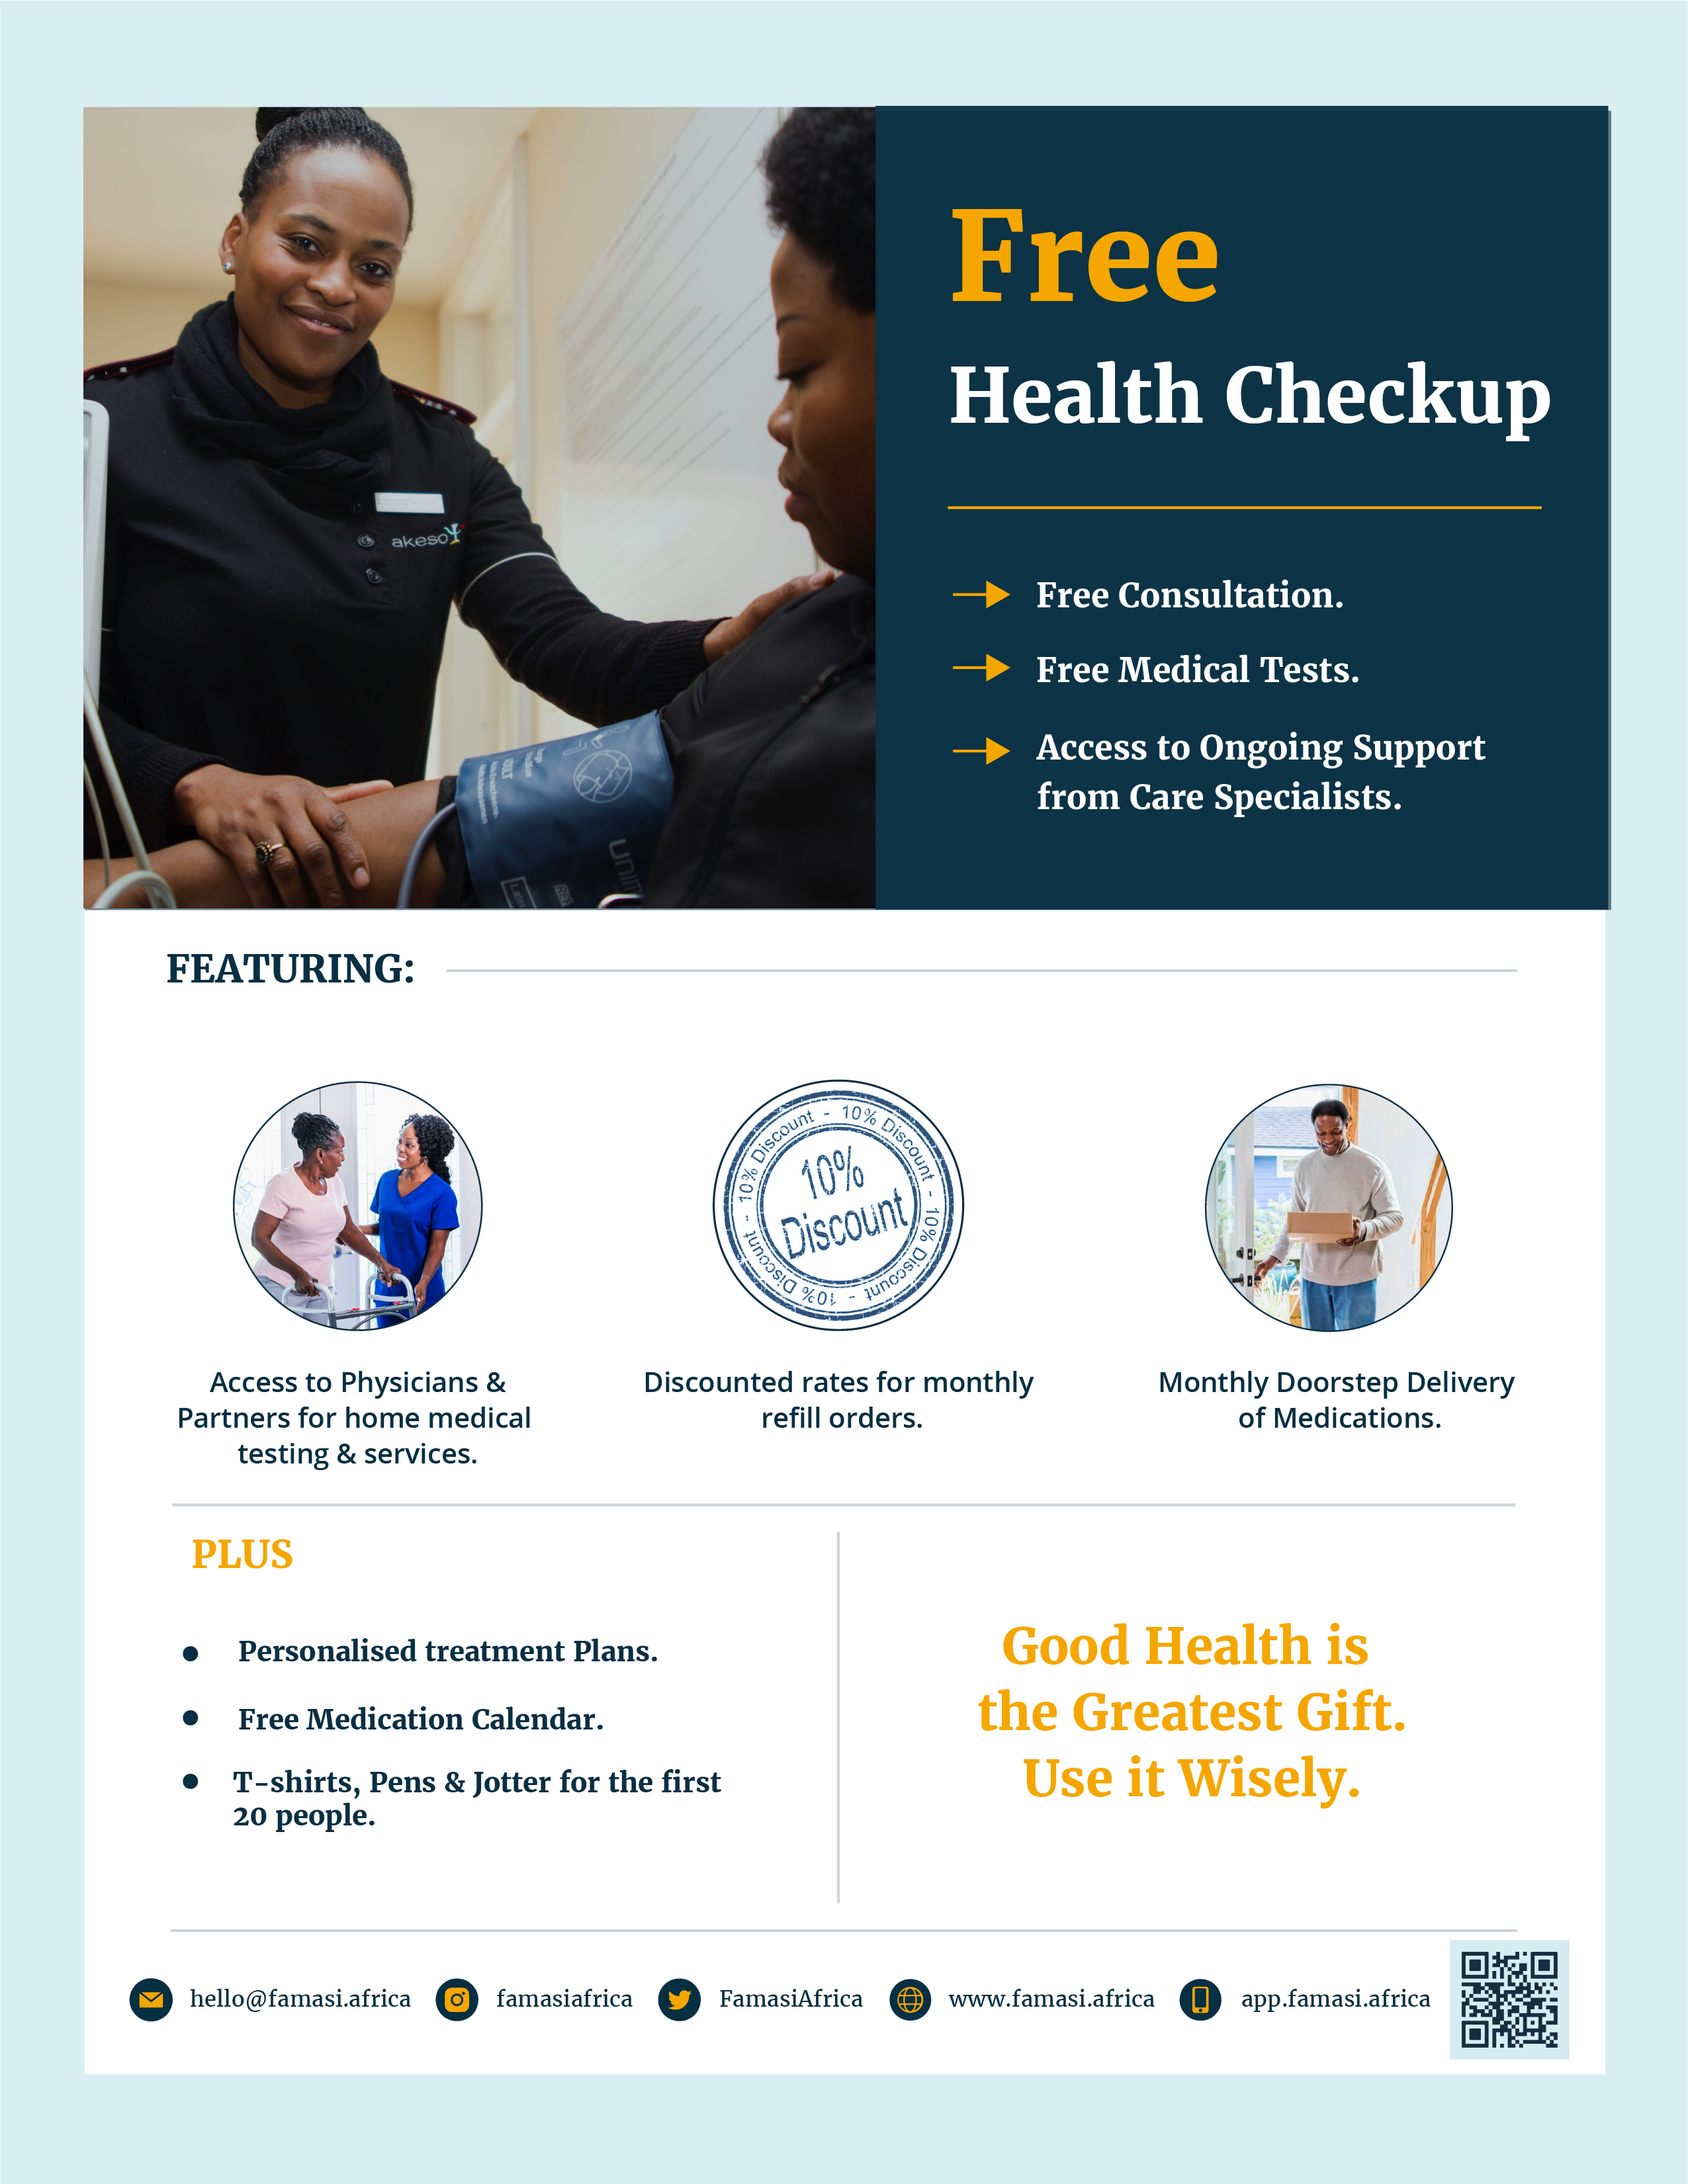 Free
Health Checkup
Free Consultation.
Free Medical Tests.
Access to Ongoing Support
from Care Specialists.
akeso
UNIM
FEATURING:
10% Discount - 10% Discount - 10% Discount - 10% Discount -
10%
Discount
Access to Physicians &
Partners for home medical
testing & services.
Discounted rates for monthly
refill orders.
Monthly Doorstep Delivery
of Medications.
PLUS
Personalised treatment Plans.
Free Medication Calendar.
T-shirts, Pens & Jotter for the first
20 people.
Good Health is
the Greatest Gift.
Use it Wisely.
hello@famasi.africa
famasiafrica
FamasiAfrica
www.famasi.africa
app.famasi.africa